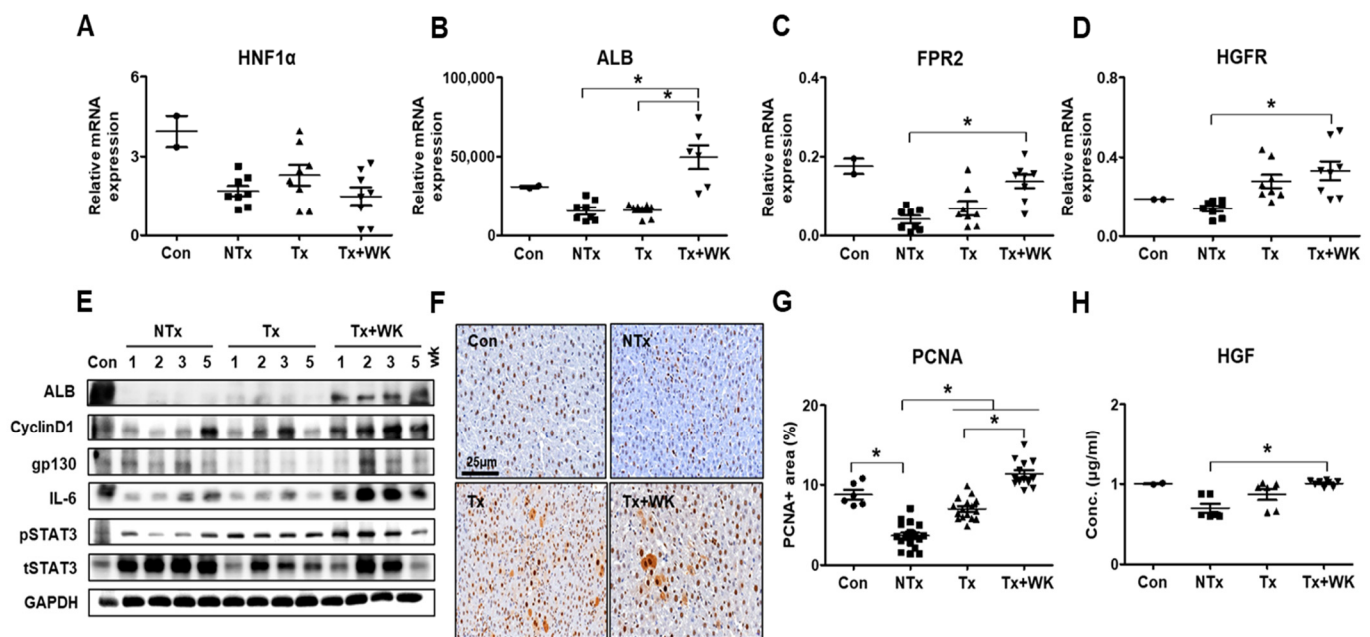 A
HNF1α
Relative mRNA
expression
6
3
0
Con NTx Tx Tx+WK
B
ALB
Relative mRNA
expression
100,000
50,000
0
*
*
Con NTx Tx Tx+WK
C
FPR2
Relative mRNA
expression
0.4
0.2
0.0
*
Con NTx Tx Tx+WK
D
HGFR
Relative mRNA
expression
0.8
0.4
0.0
*
Con NTx Tx Tx+WK
E
NTx Tx Tx+WK
Con 1 2 3 5 1 2 3 5 1 2 3 5 wk
ALB
CyclinD1
gp130
IL-6
pSTAT3
tSTAT3
GAPDH
F
Con
25μm
NTx
Tx
Tx+WK
G
PCNA
PCNA+ area (%)
20
15
10
5
0
*
*
*
Con NTx Tx Tx+WK
H
HGF
Conc. (μg/ml)
2
1
0
*
Con NTx Tx Tx+WK